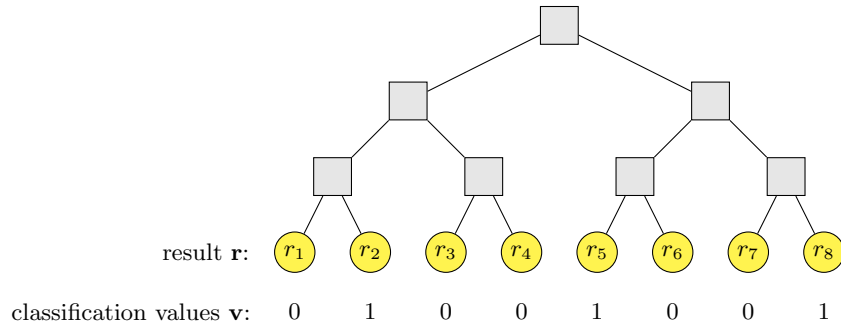 result r: r₁ r₂ r₃ r₄ r₅ r₆ r₇ r₈
classification values v: 0 1 0 0 1 0 0 1